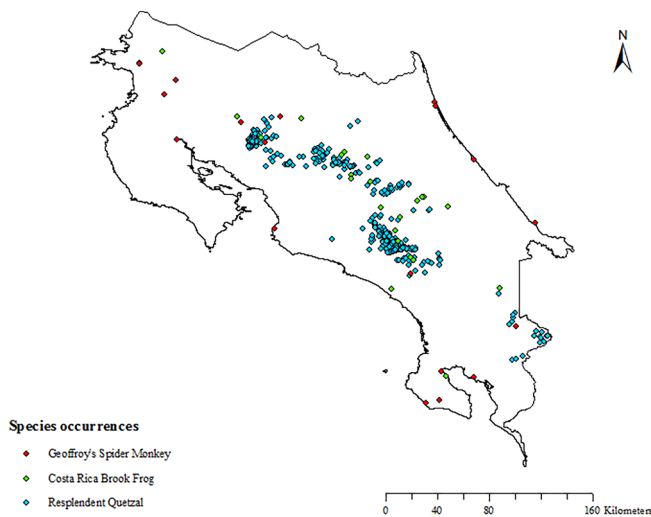 N
Species occurrences
Geoffroy's Spider Monkey
Costa Rica Brook Frog
Resplendent Quetzal
0 40 80 160 Kilometers